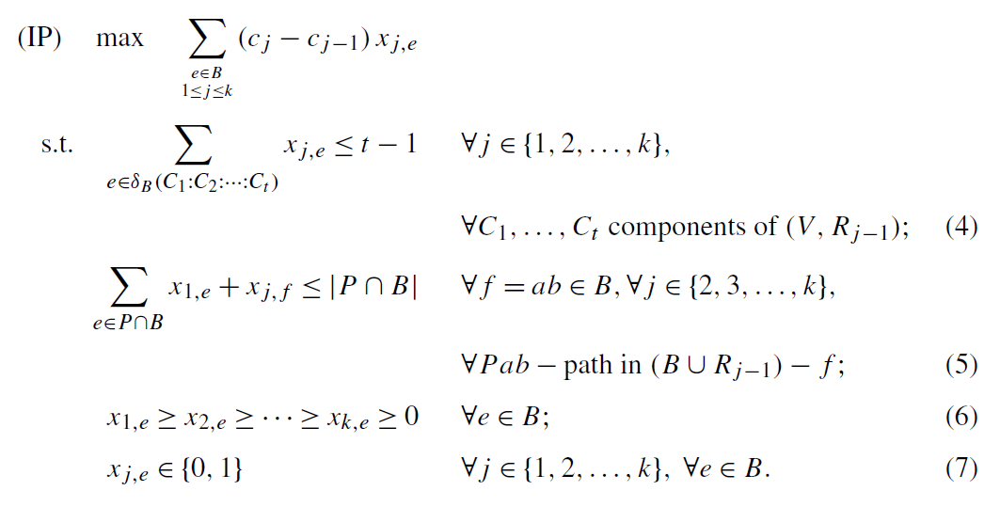 (IP) max ∑_{e∈B, 1≤j≤k} (c_j − c_{j−1}) x_{j,e}
s.t. ∑_{e∈δ_B(C_1:C_2:⋯:C_t)} x_{j,e} ≤ t − 1 ∀j ∈ {1, 2, . . . , k},
∀C_1, . . . , C_t components of (V, R_{j−1}); (4)
∑_{e∈P∩B} x_{1,e} + x_{j,f} ≤ |P ∩ B| ∀f = ab ∈ B, ∀j ∈ {2, 3, . . . , k},
∀Pab − path in (B ∪ R_{j−1}) − f; (5)
x_{1,e} ≥ x_{2,e} ≥ ⋯ ≥ x_{k,e} ≥ 0 ∀e ∈ B; (6)
x_{j,e} ∈ {0, 1} ∀j ∈ {1, 2, . . . , k}, ∀e ∈ B. (7)